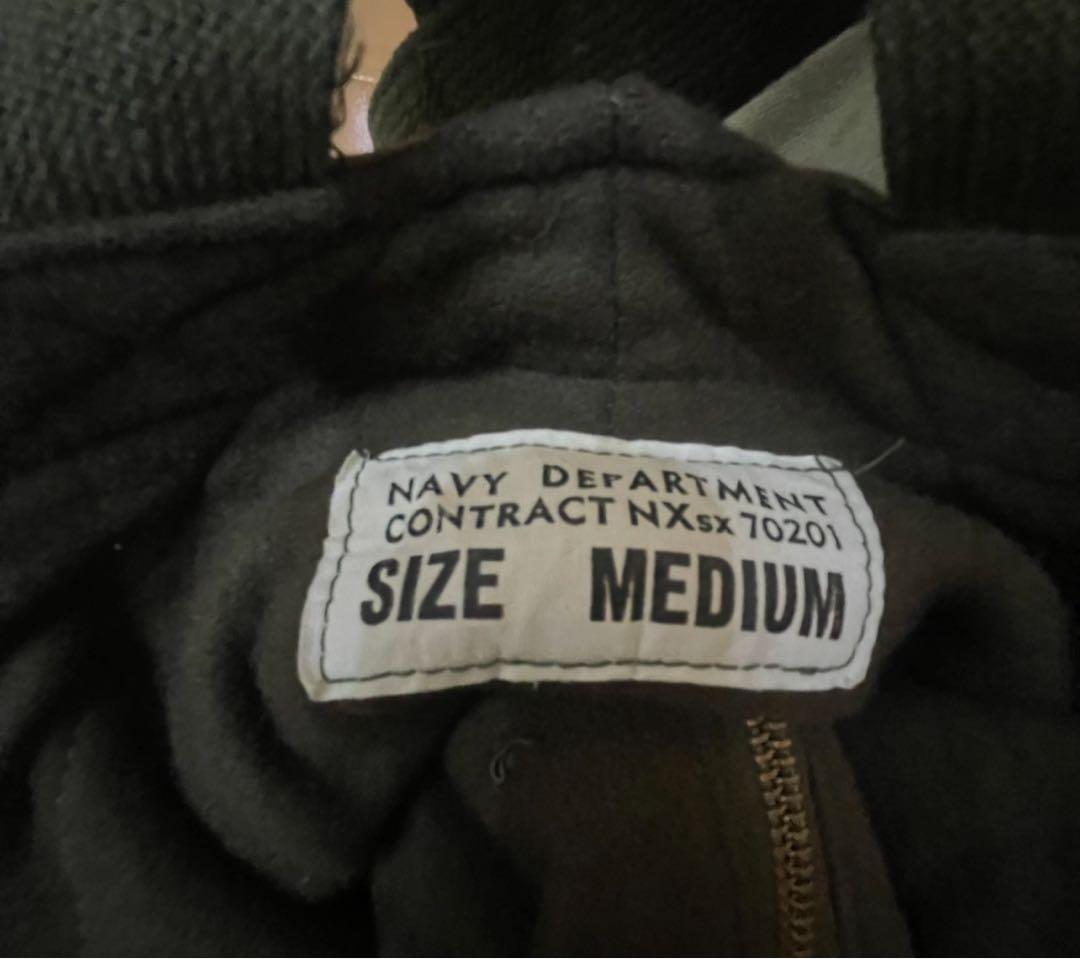 NAVY DEPARTMENT
CONTRACT NXsx 70201
SIZE MEDIUM